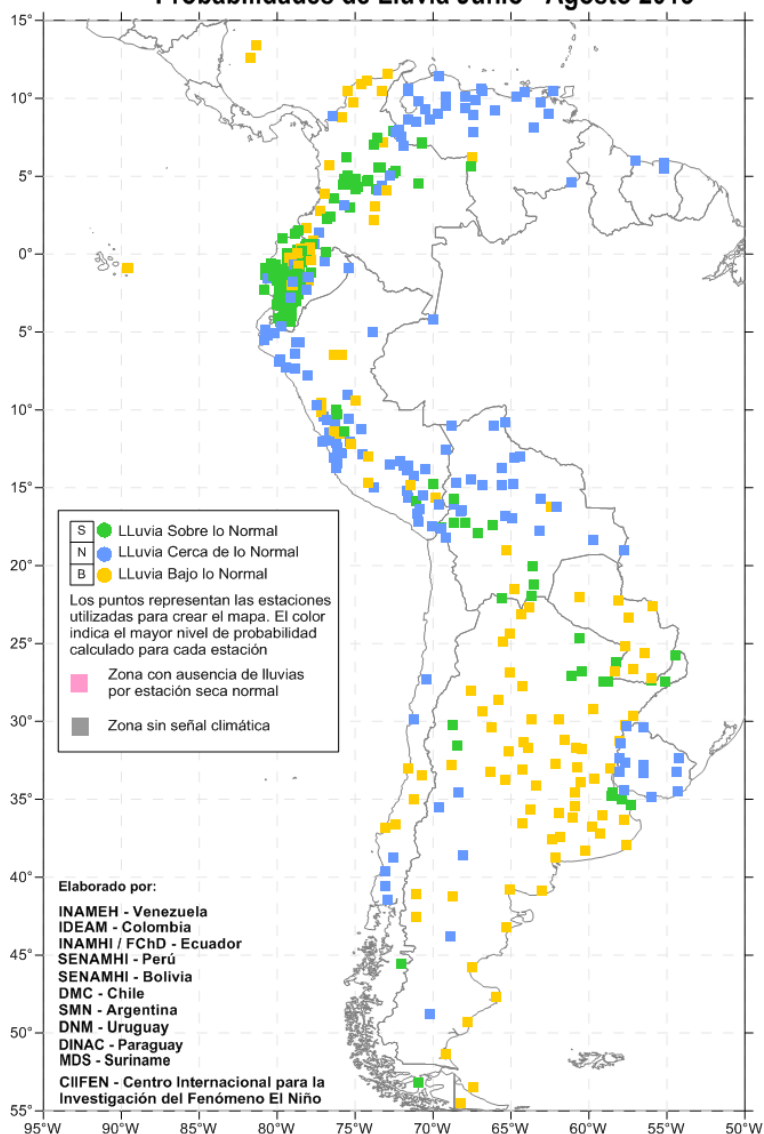 Probabilidades de Lluvia Junio - Agosto
15°
10°
5°
0°
5°
10°
15°
S LLuvia Sobre lo Normal
N LLuvia Cerca de lo Normal
B LLuvia Bajo lo Normal
Los puntos representan las estaciones
utilizadas para crear el mapa. El color
indica el mayor nivel de probabilidad
calculado para cada estación
Zona con ausencia de lluvias
por estación seca normal
Zona sin señal climática
20°
25°
30°
35°
40°
45°
50°
55°
Elaborado por:
INAMEH - Venezuela
IDEAM - Colombia
INAMHI / FChD - Ecuador
SENAMHI - Perú
SENAMHI - Bolivia
DMC - Chile
SMN - Argentina
DNM - Uruguay
DINAC - Paraguay
MDS - Suriname
CIIFEN - Centro Internacional para la
Investigación del Fenómeno El Niño
95°W 90°W 85°W 80°W 75°W 70°W 65°W 60°W 55°W 50°W